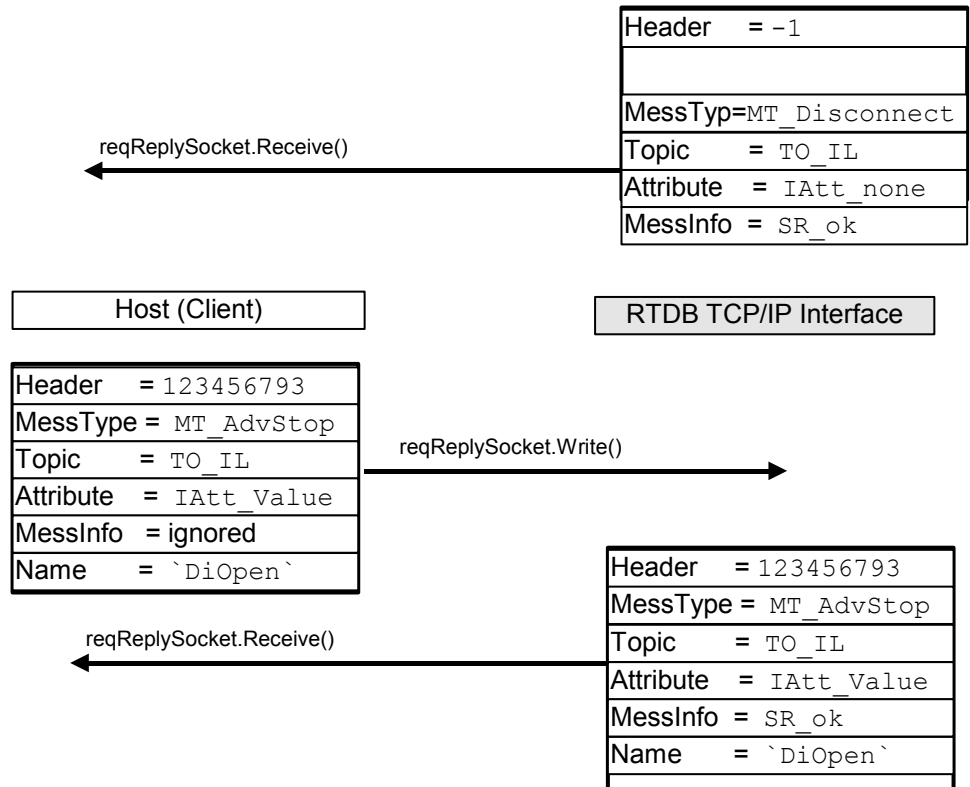 Header = -1
MessTyp=MT_Disconnect
reqReplySocket.Receive()
Topic = TO_IL
Attribute = IAtt_none
MessInfo = SR_ok
Host (Client)
RTDB TCP/IP Interface
Header = 123456793
MessType = MT_AdvStop
Topic = TO_IL
Attribute = IAtt_Value
MessInfo = ignored
Name = `DiOpen`
reqReplySocket.Write()
Header = 123456793
MessType = MT_AdvStop
reqReplySocket.Receive()
Topic = TO_IL
Attribute = IAtt_Value
MessInfo = SR_ok
Name = `DiOpen`